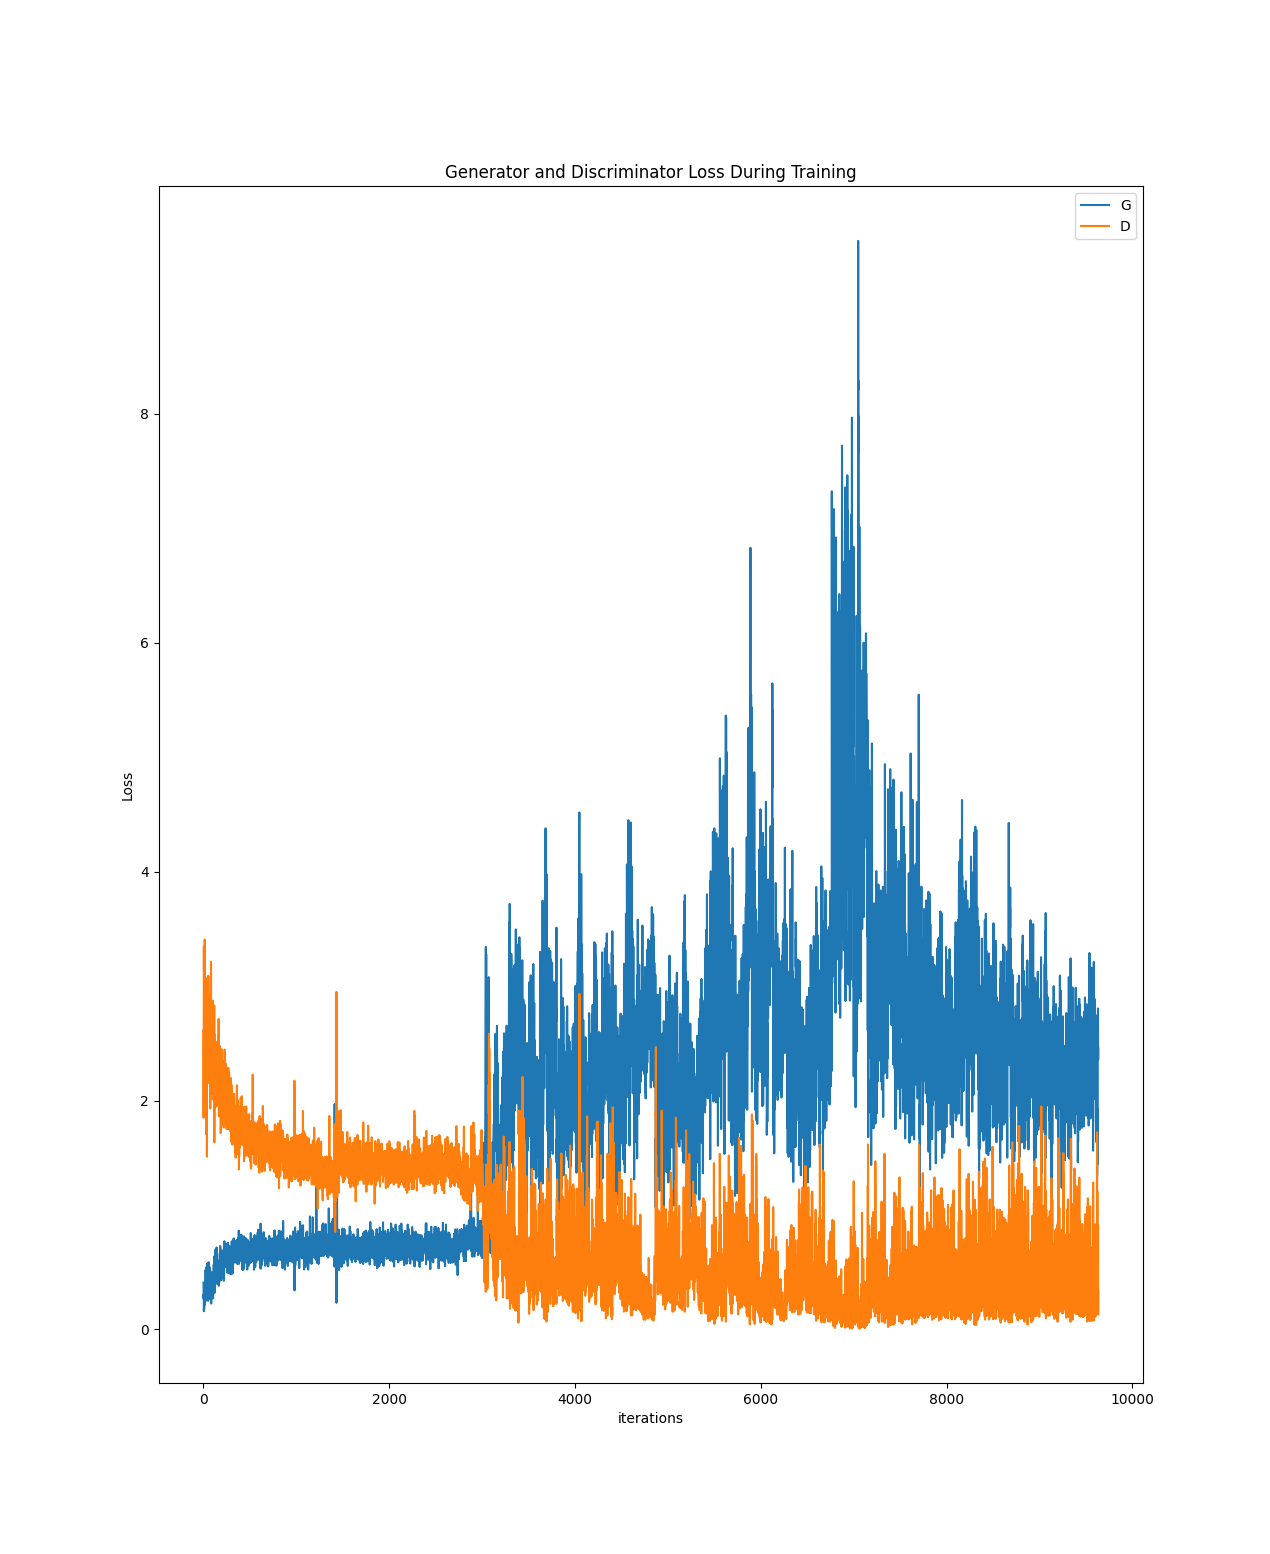 Generator and Discriminator Loss During Training
G
D
8
6
4
2
0
Loss
0 2000 4000 6000 8000 10000
iterations